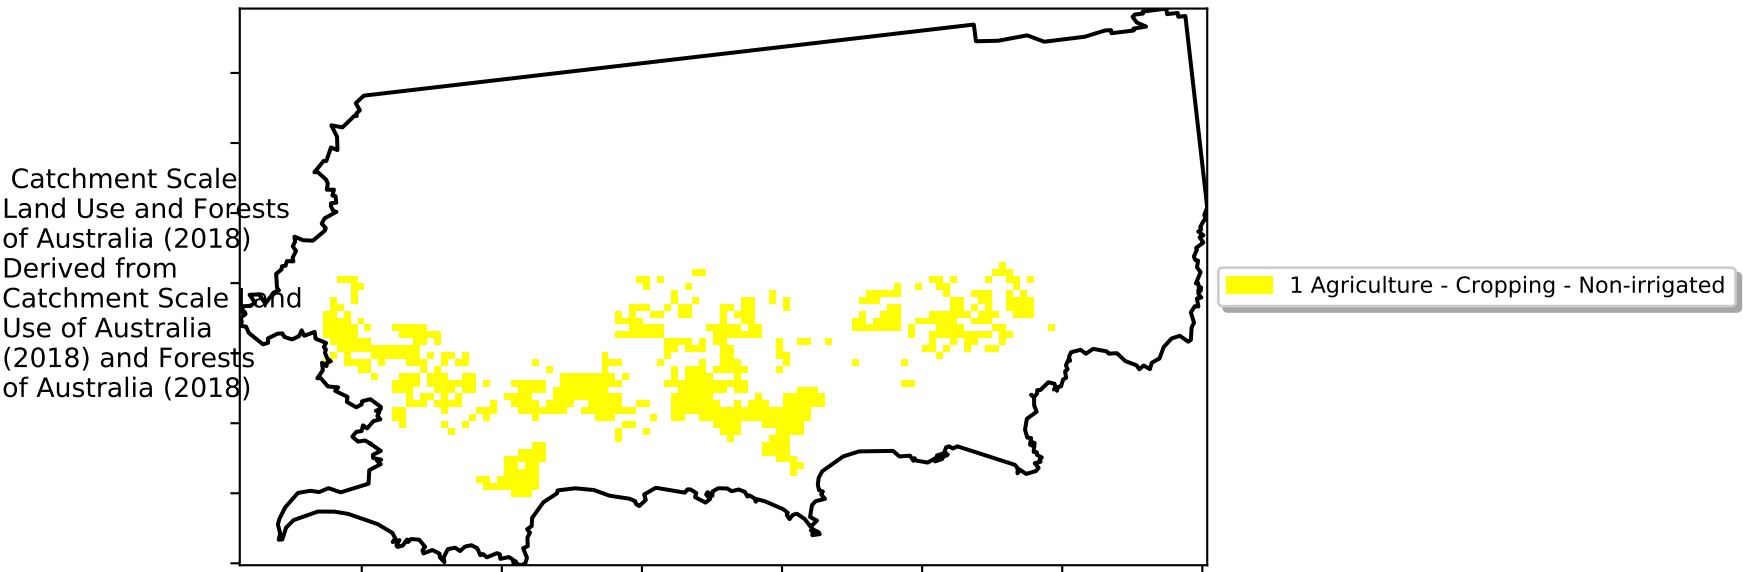 Catchment Scale
Land Use and Forests
of Australia (2018)
Derived from
Catchment Scale Land
Use of Australia
(2018) and Forests
of Australia (2018)
1 Agriculture - Cropping - Non-irrigated